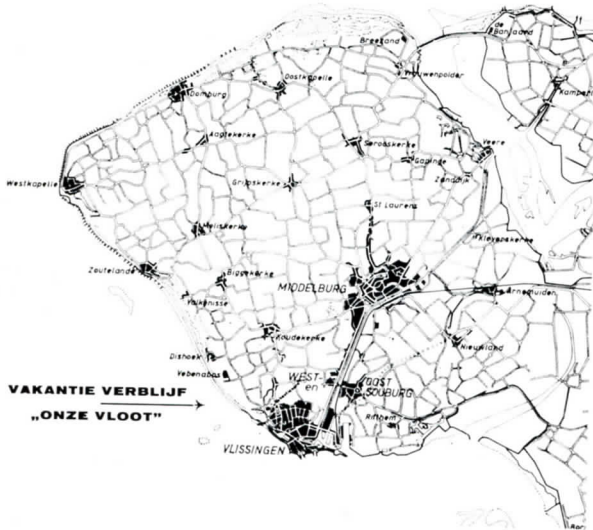 de
Banjaard
Breezand
Vrouwenpolder
Oostkapelle
Domburg
Aagtekerke
Serooskerke
Gapinge
Veere
Zanddijk
Westkapelle
Grijpskerke
St Laurens
Meliskerke
Kleverskerke
Zoutelande
Biggekerke
MIDDELBURG
Arnemuiden
Valkenisse
Koudekerke
Nieuwland
Dishoek
Vebenabos
WEST-
en
OOST
SOUBURG
VAKANTIE VERBLIJF
„ONZE VLOOT”
Ritthem
VLISSINGEN